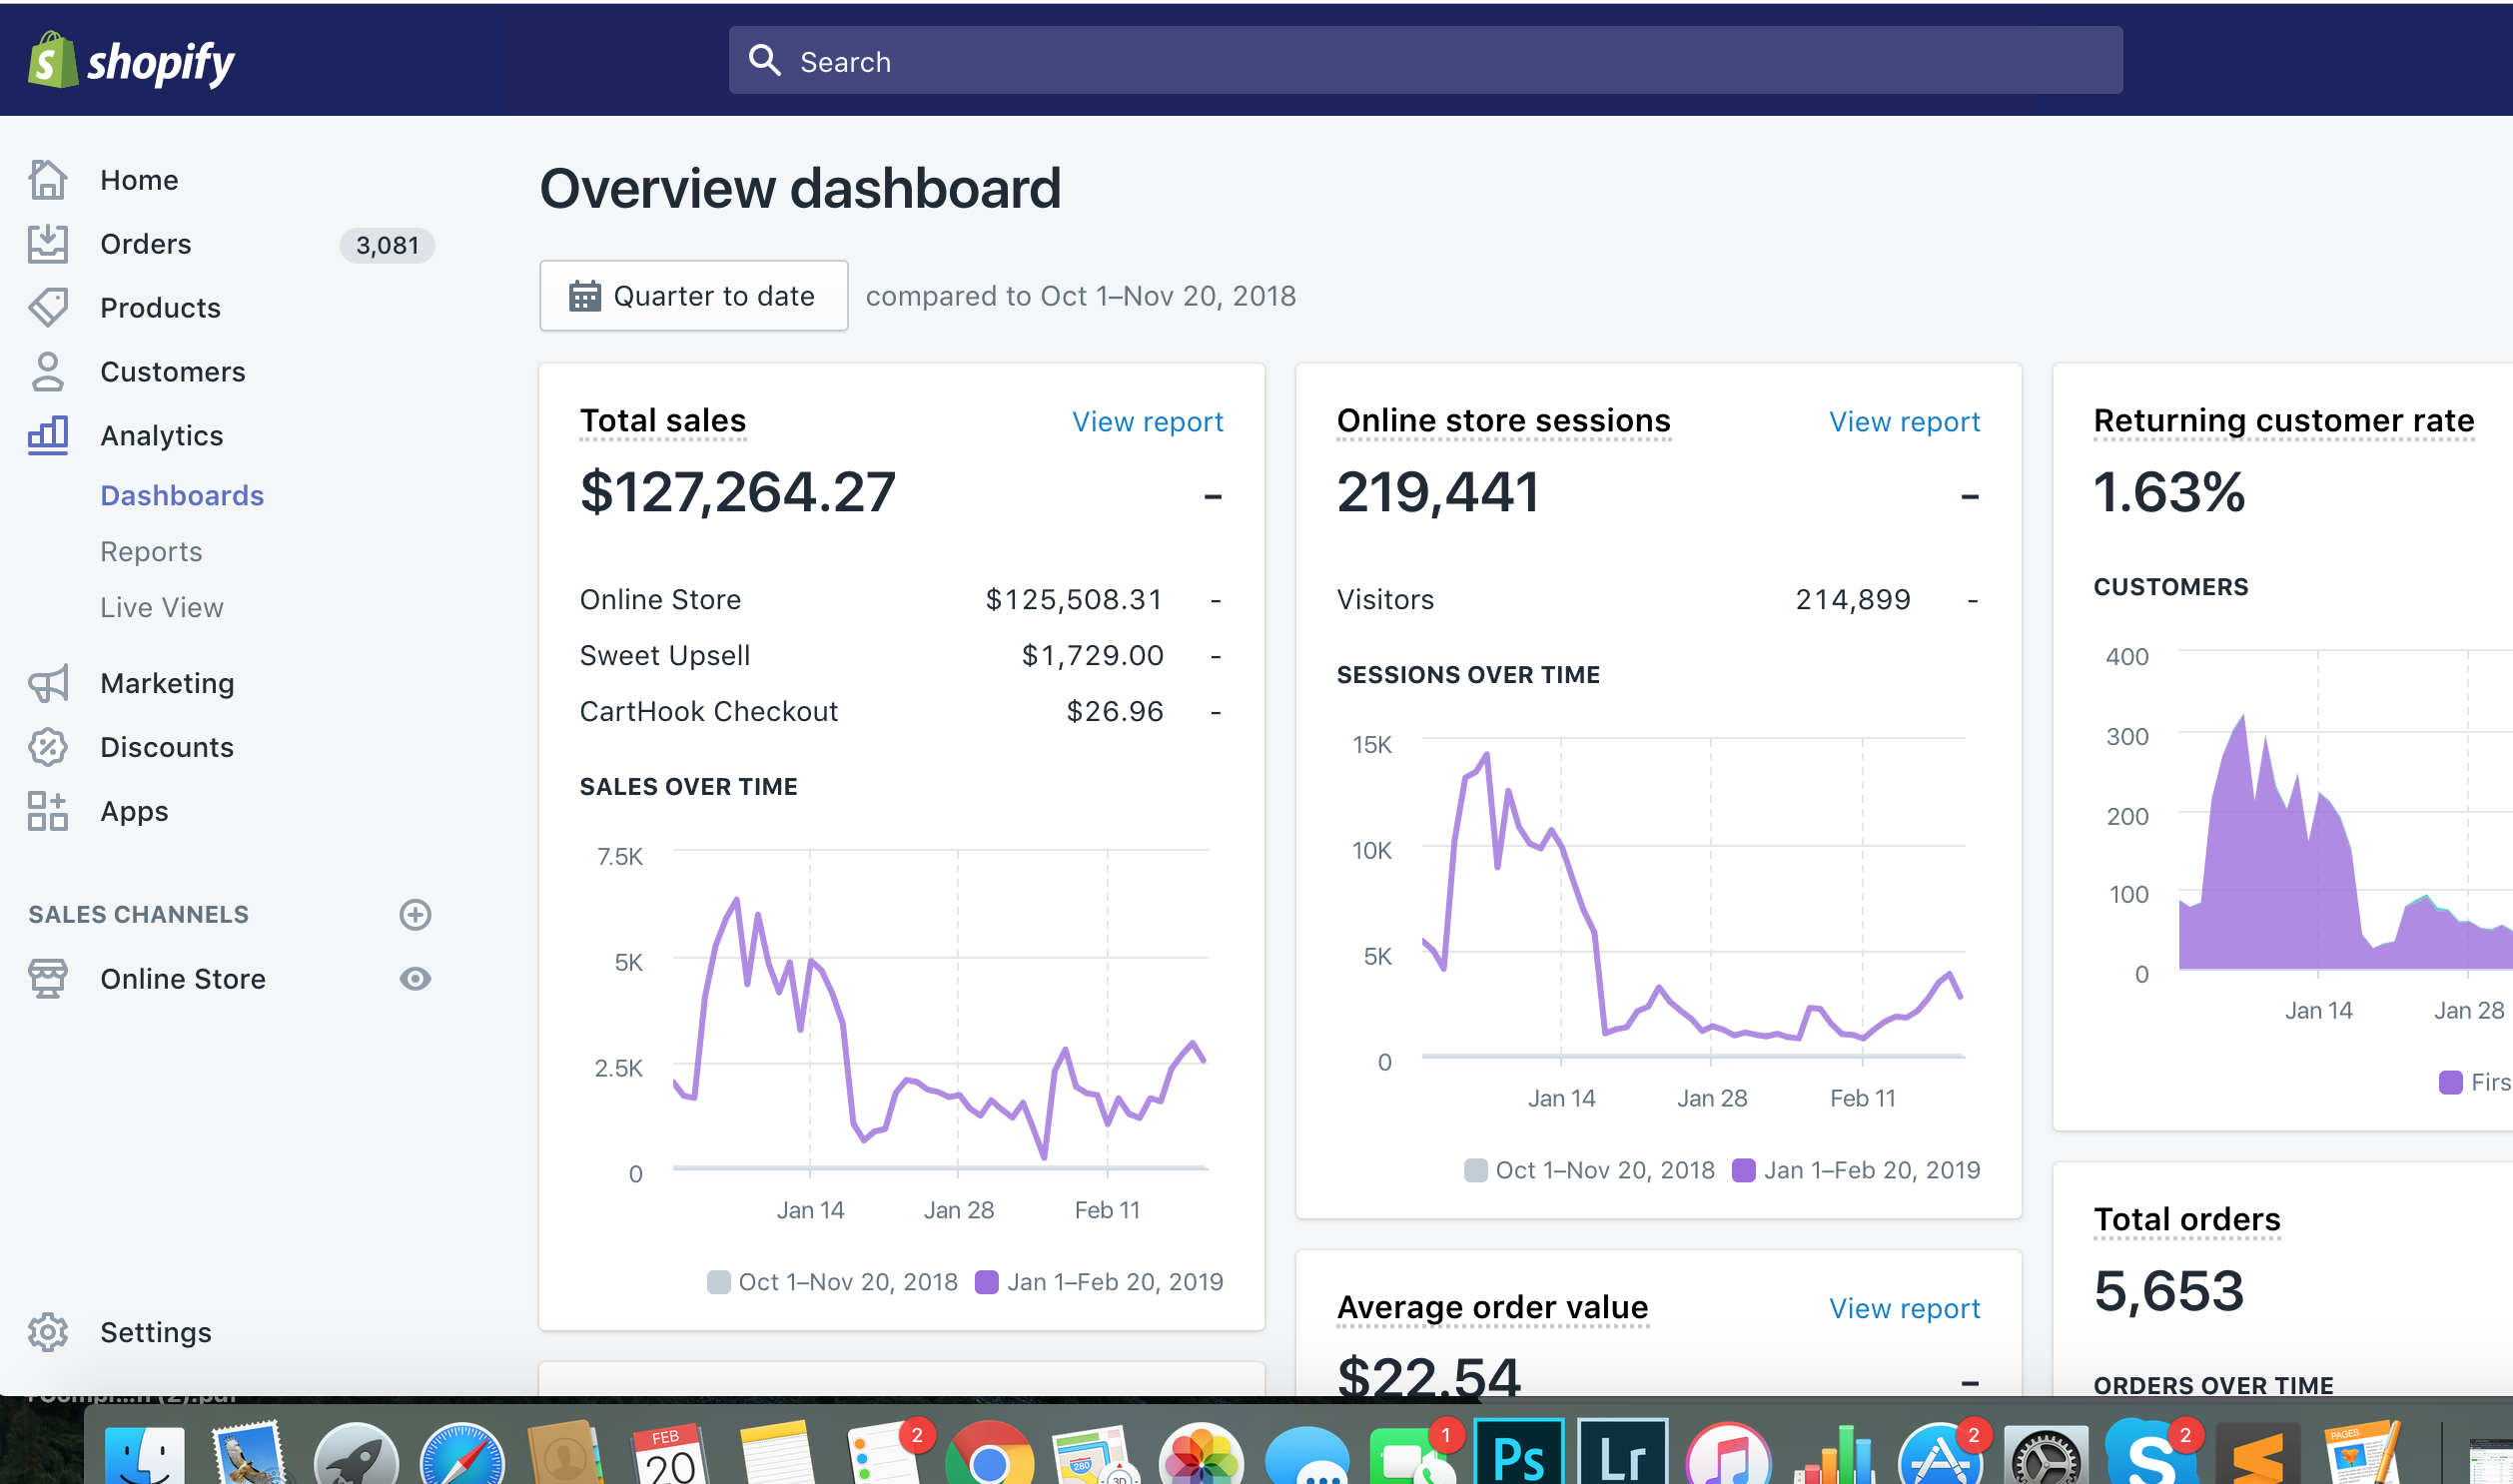 shopify
Search
Home
Orders 3,081
Products
Customers
Analytics
Dashboards
Reports
Live View
Marketing
Discounts
Apps
SALES CHANNELS
Online Store
Settings
Overview dashboard
Quarter to date compared to Oct 1–Nov 20, 2018
Total sales View report
$127,264.27 -
Online Store $125,508.31 -
Sweet Upsell $1,729.00 -
CartHook Checkout $26.96 -
SALES OVER TIME
7.5K
5K
2.5K
0
Jan 14 Jan 28 Feb 11
Oct 1–Nov 20, 2018 Jan 1–Feb 20, 2019
Online store sessions View report
219,441 -
Visitors 214,899 -
SESSIONS OVER TIME
15K
10K
5K
0
Jan 14 Jan 28 Feb 11
Oct 1–Nov 20, 2018 Jan 1–Feb 20, 2019
Average order value View report
$22.54 -
Returning customer rate
1.63%
CUSTOMERS
400
300
200
100
0
Jan 14 Jan 28
Firs
Total orders
5,653
ORDERS OVER TIME
FEB
20
2
280
3D
1
Ps
Lr
2
S
2
PAGES